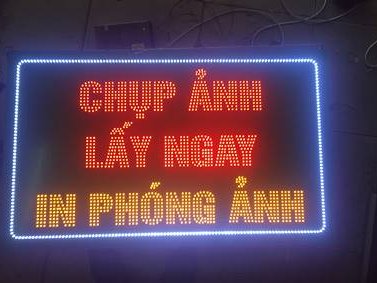 CHỤP ẢNH
LẤY NGAY
IN PHÓNG ẢNH